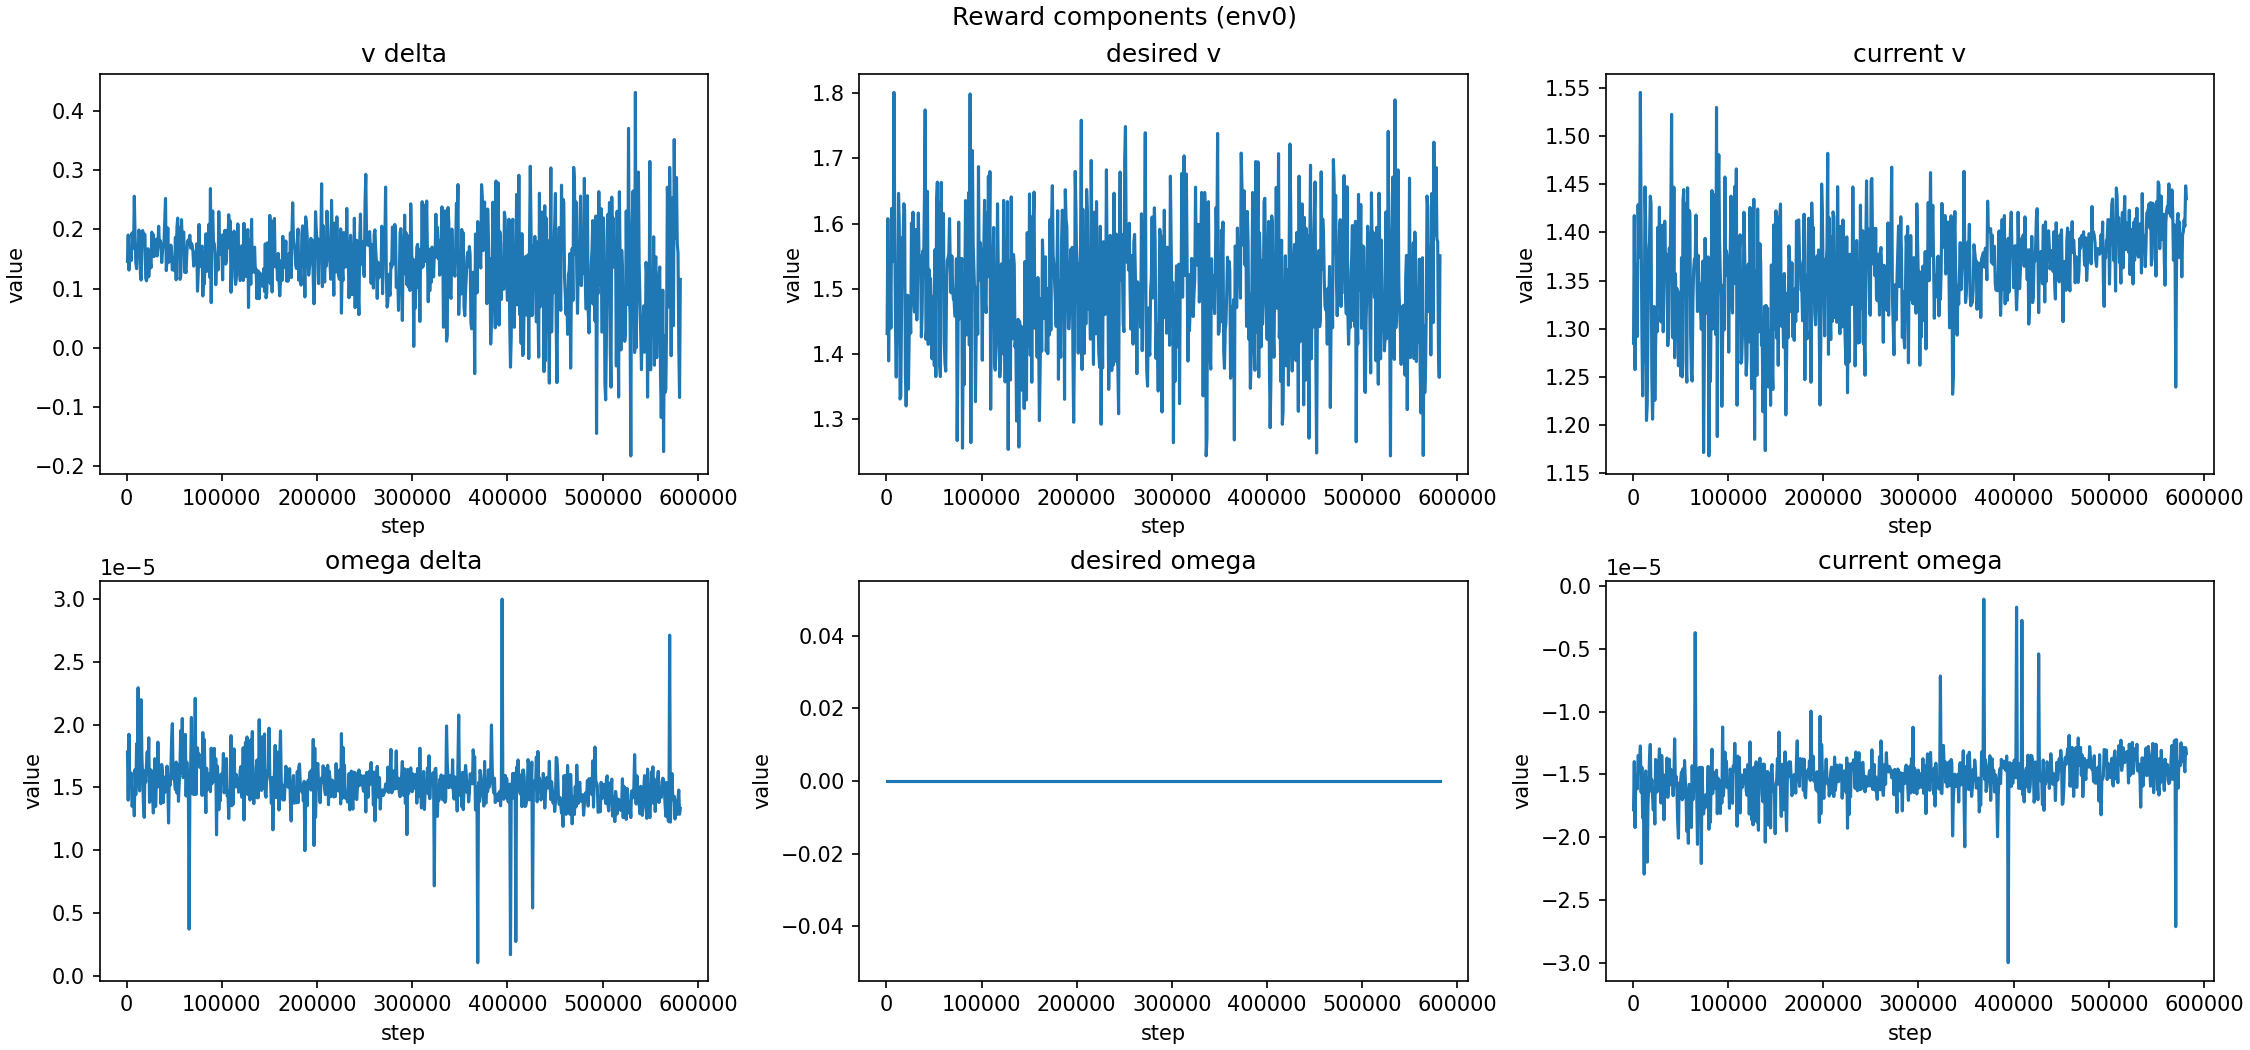 Reward components (env0)
v delta
desired v
current v
value
0.4
0.3
0.2
0.1
0.0
−0.1
−0.2
0 100000 200000 300000 400000 500000 600000
step
value
1.8
1.7
1.6
1.5
1.4
1.3
0 100000 200000 300000 400000 500000 600000
step
value
1.55
1.50
1.45
1.40
1.35
1.30
1.25
1.20
1.15
0 100000 200000 300000 400000 500000 600000
step
omega delta
desired omega
current omega
1e−5
value
3.0
2.5
2.0
1.5
1.0
0.5
0.0
0 100000 200000 300000 400000 500000 600000
step
value
0.04
0.02
0.00
−0.02
−0.04
0 100000 200000 300000 400000 500000 600000
step
1e−5
value
0.0
−0.5
−1.0
−1.5
−2.0
−2.5
−3.0
0 100000 200000 300000 400000 500000 600000
step